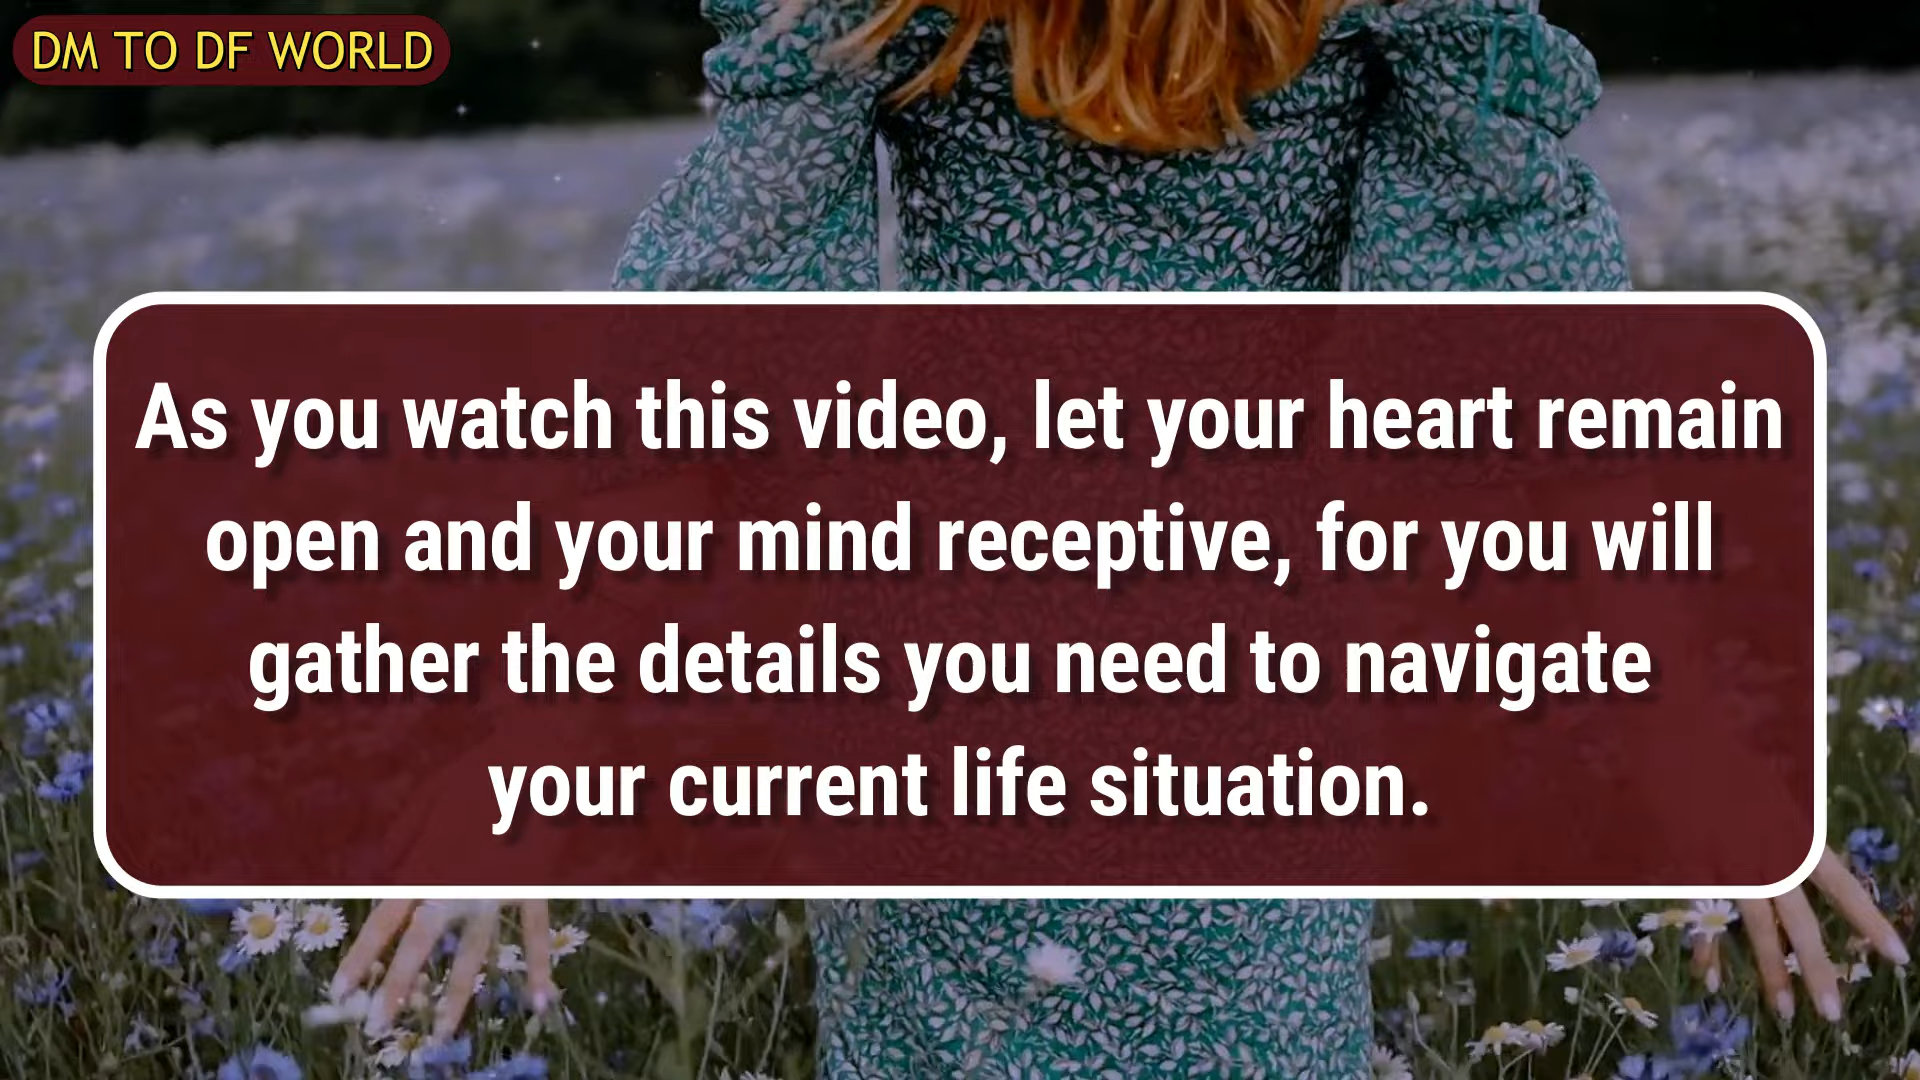 DM TO DF WORLD
As you watch this video, let your heart remain
open and your mind receptive, for you will
gather the details you need to navigate
your current life situation.